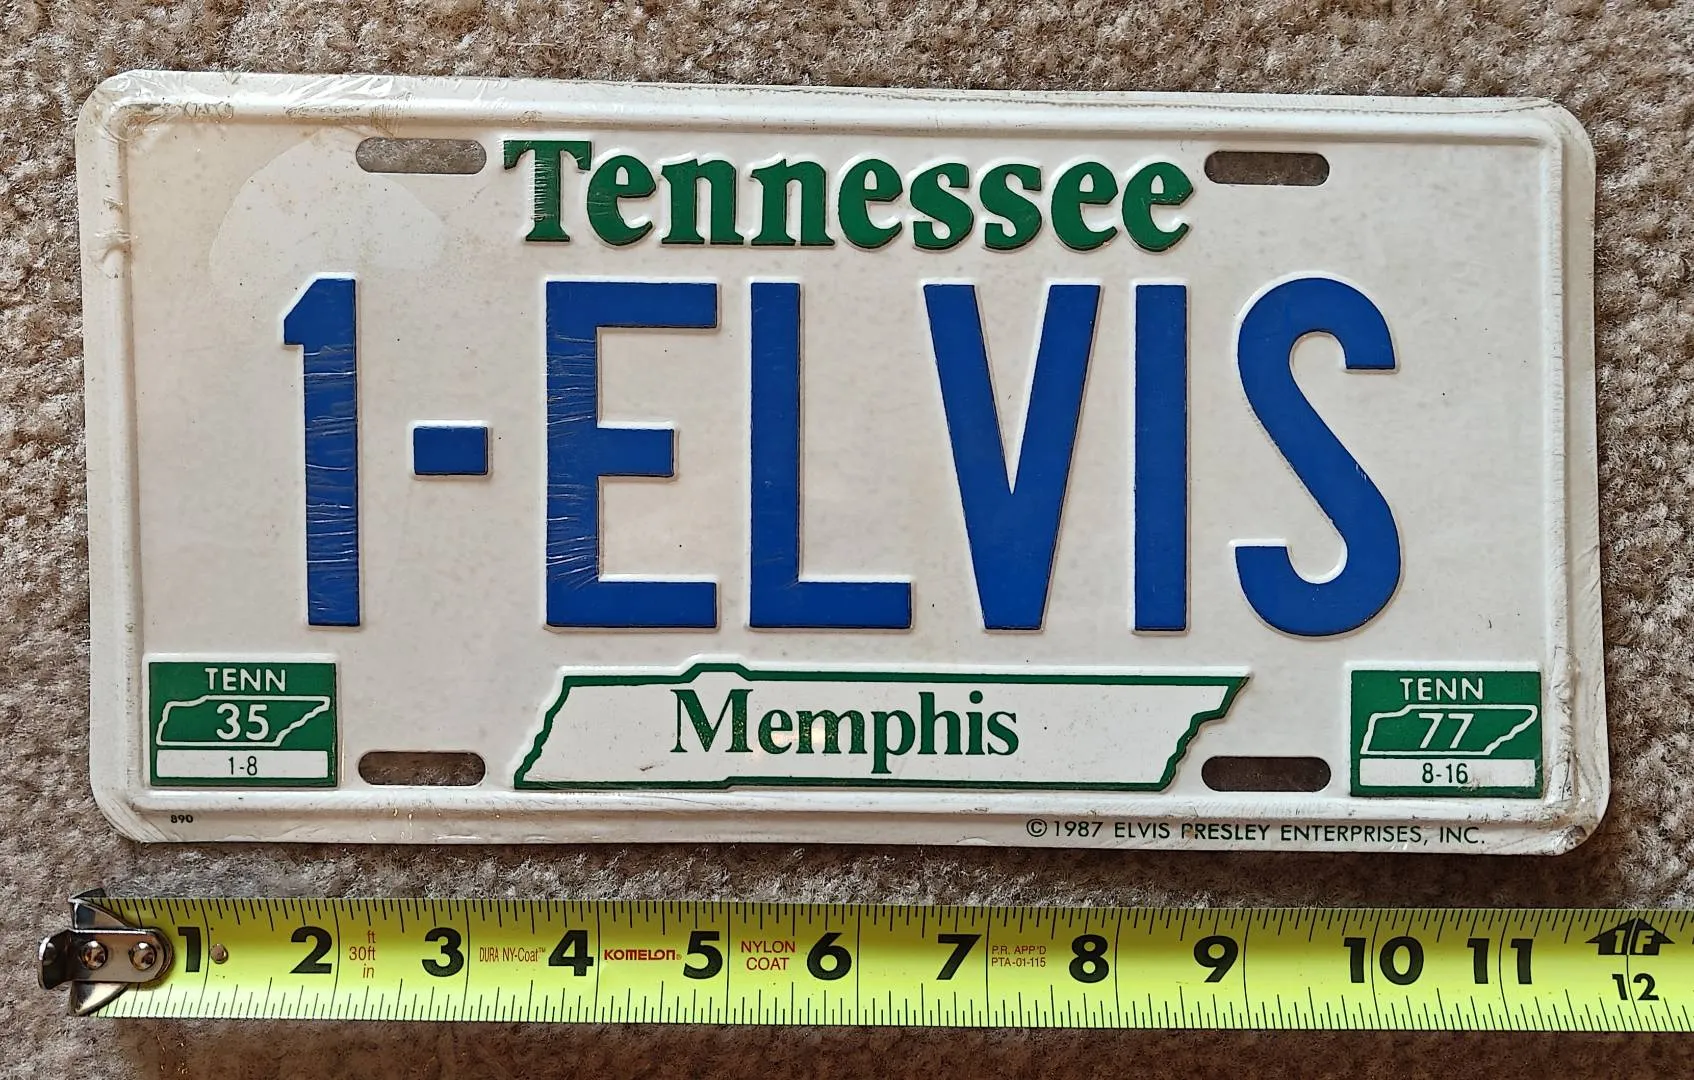 Tennessee
1-ELVIS
TENN
35
1-8
Memphis
TENN
77
8-16
890
©1987 ELVIS PRESLEY ENTERPRISES, INC.
1 2 ft 30ft in 3 DURA NY-Coat™ 4 KOMELON® 5 NYLON COAT 6 7 P.R. APP'D PTA-01-115 8 9 10 11 1F 12